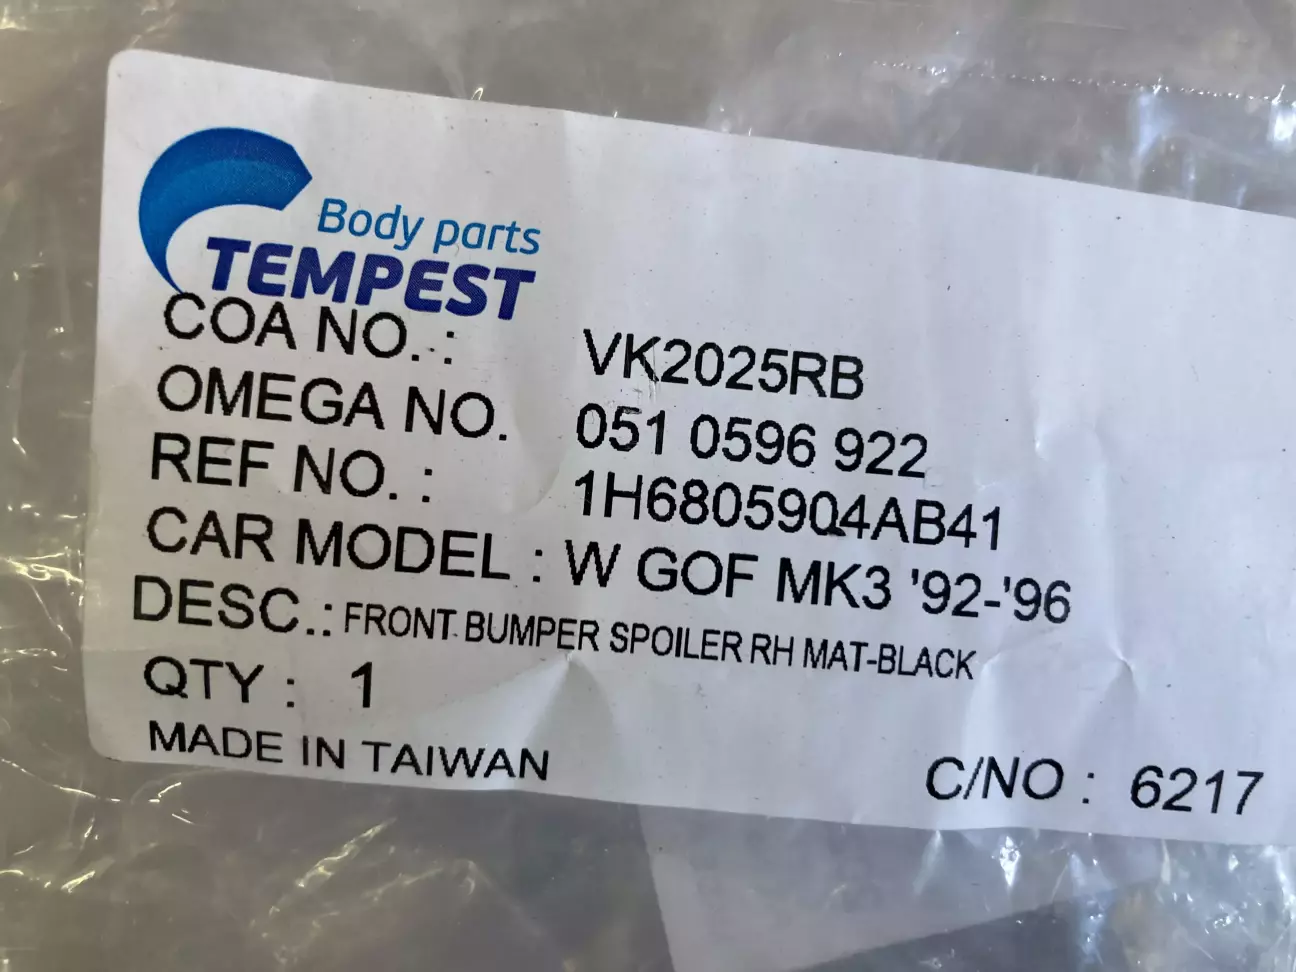 Body parts
TEMPEST
COA NO. : VK2025RB
OMEGA NO. 051 0596 922
REF NO. : 1H6805904AB41
CAR MODEL : W GOF MK3 '92-'96
DESC.: FRONT BUMPER SPOILER RH MAT-BLACK
QTY : 1
MADE IN TAIWAN
C/NO : 6217